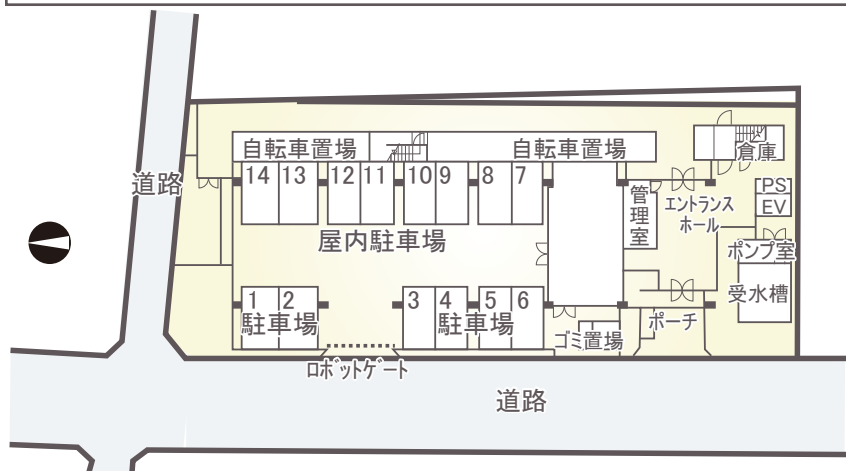 自転車置場
自転車置場
倉庫
道路
14 13 12 11 10 9 8 7
管理室
エントランス
ホール
PS
EV
屋内駐車場
ポンプ室
受水槽
1 2 3 4 5 6
駐車場
駐車場
ゴミ置場
ポーチ
ロボットゲート
道路